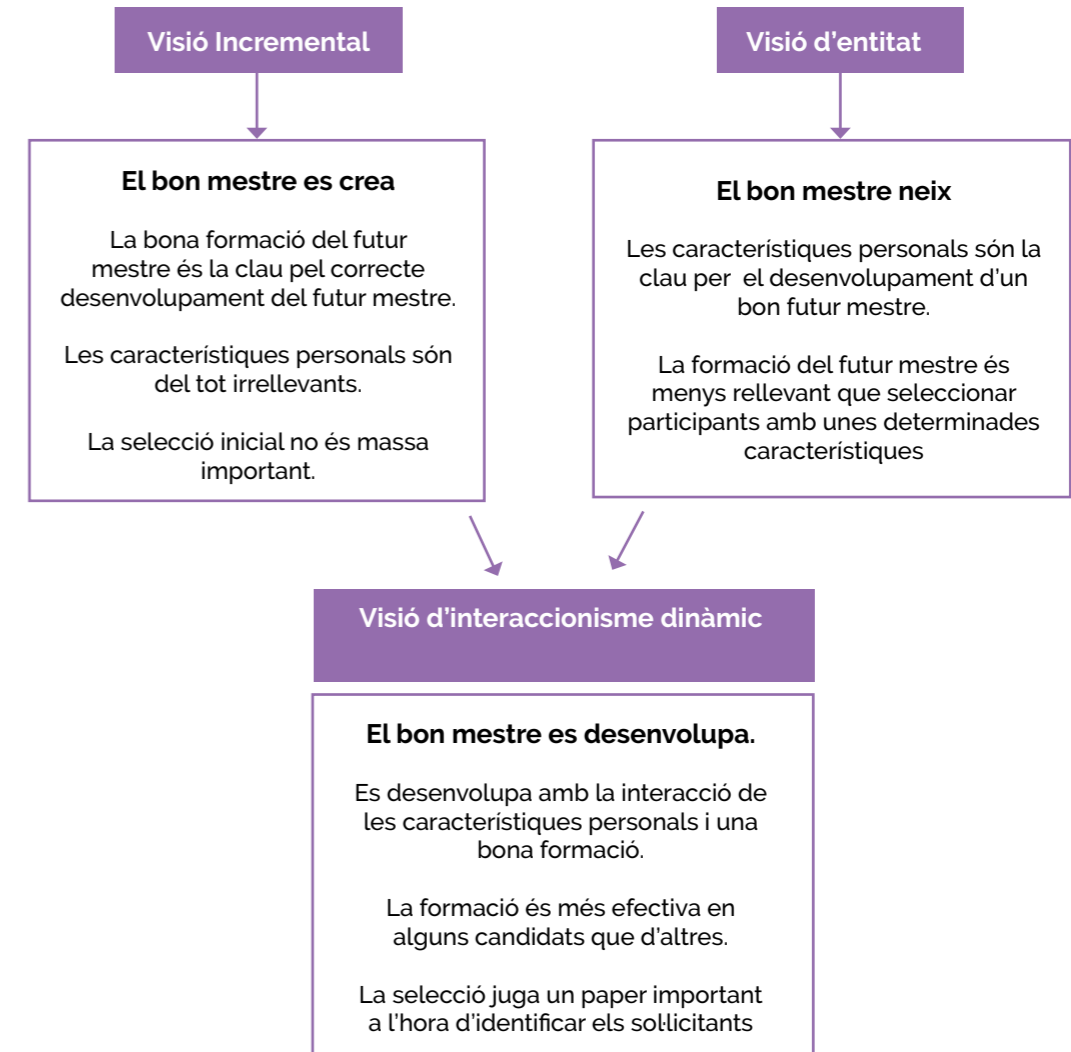 Visió Incremental
El bon mestre es crea
La bona formació del futur
mestre és la clau pel correcte
desenvolupament del futur mestre.
Les característiques personals són
del tot irrellevants.
La selecció inicial no és massa
important.
Visió d'entitat
El bon mestre neix
Les característiques personals són la
clau per el desenvolupament d'un
bon futur mestre.
La formació del futur mestre és
menys rellevant que seleccionar
participants amb unes determinades
característiques
Visió d'interaccionisme dinàmic
El bon mestre es desenvolupa.
Es desenvolupa amb la interacció de
les característiques personals i una
bona formació.
La formació és més efectiva en
alguns candidats que d'altres.
La selecció juga un paper important
a l'hora d'identificar els sol·licitants